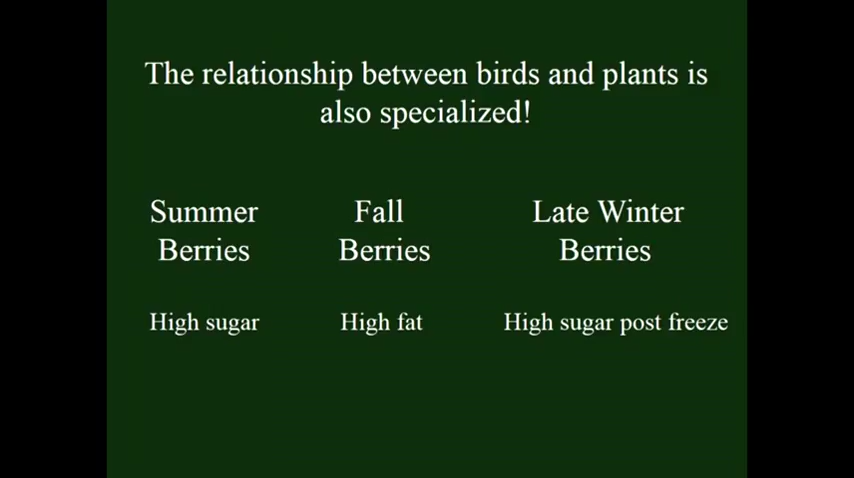 The relationship between birds and plants is
also specialized!
Summer
Berries
Fall
Berries
Late Winter
Berries
High sugar
High fat
High sugar post freeze